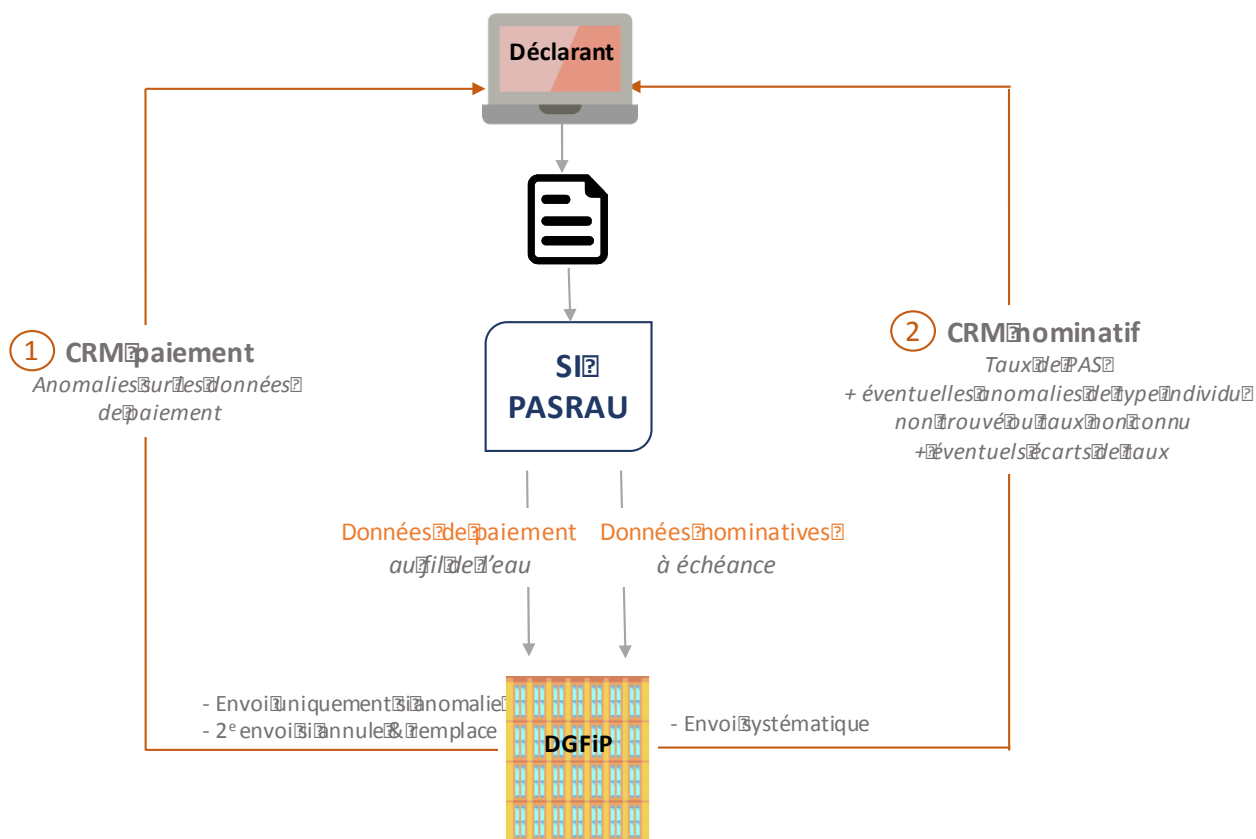 Déclarant
1 CRM paiement
Anomalies sur les données
de paiement
2 CRM nominatif
Taux de PAS
+ éventuelles anomalies de type individu
non trouvé ou taux non connu
+ éventuels écarts de taux
SI
PASRAU
Données de paiement
au fil de l'eau
Données nominatives
à échéance
- Envoi uniquement si anomalie
- 2e envoi si annule & remplace
DGFiP
- Envoi systématique